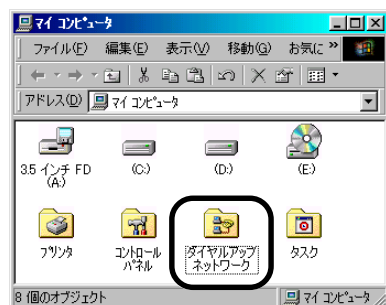 マイ コンピュータ
ファイル(F) 編集(E) 表示(V) 移動(G) お気に »
アドレス(D) マイ コンピュータ
3.5 インチ FD (C:) (D:) (E:)
(A:)
プリンタ コントロール ダイヤルアップ タスク
パネル ネットワーク
8 個のオブジェクト マイ コンピュータ